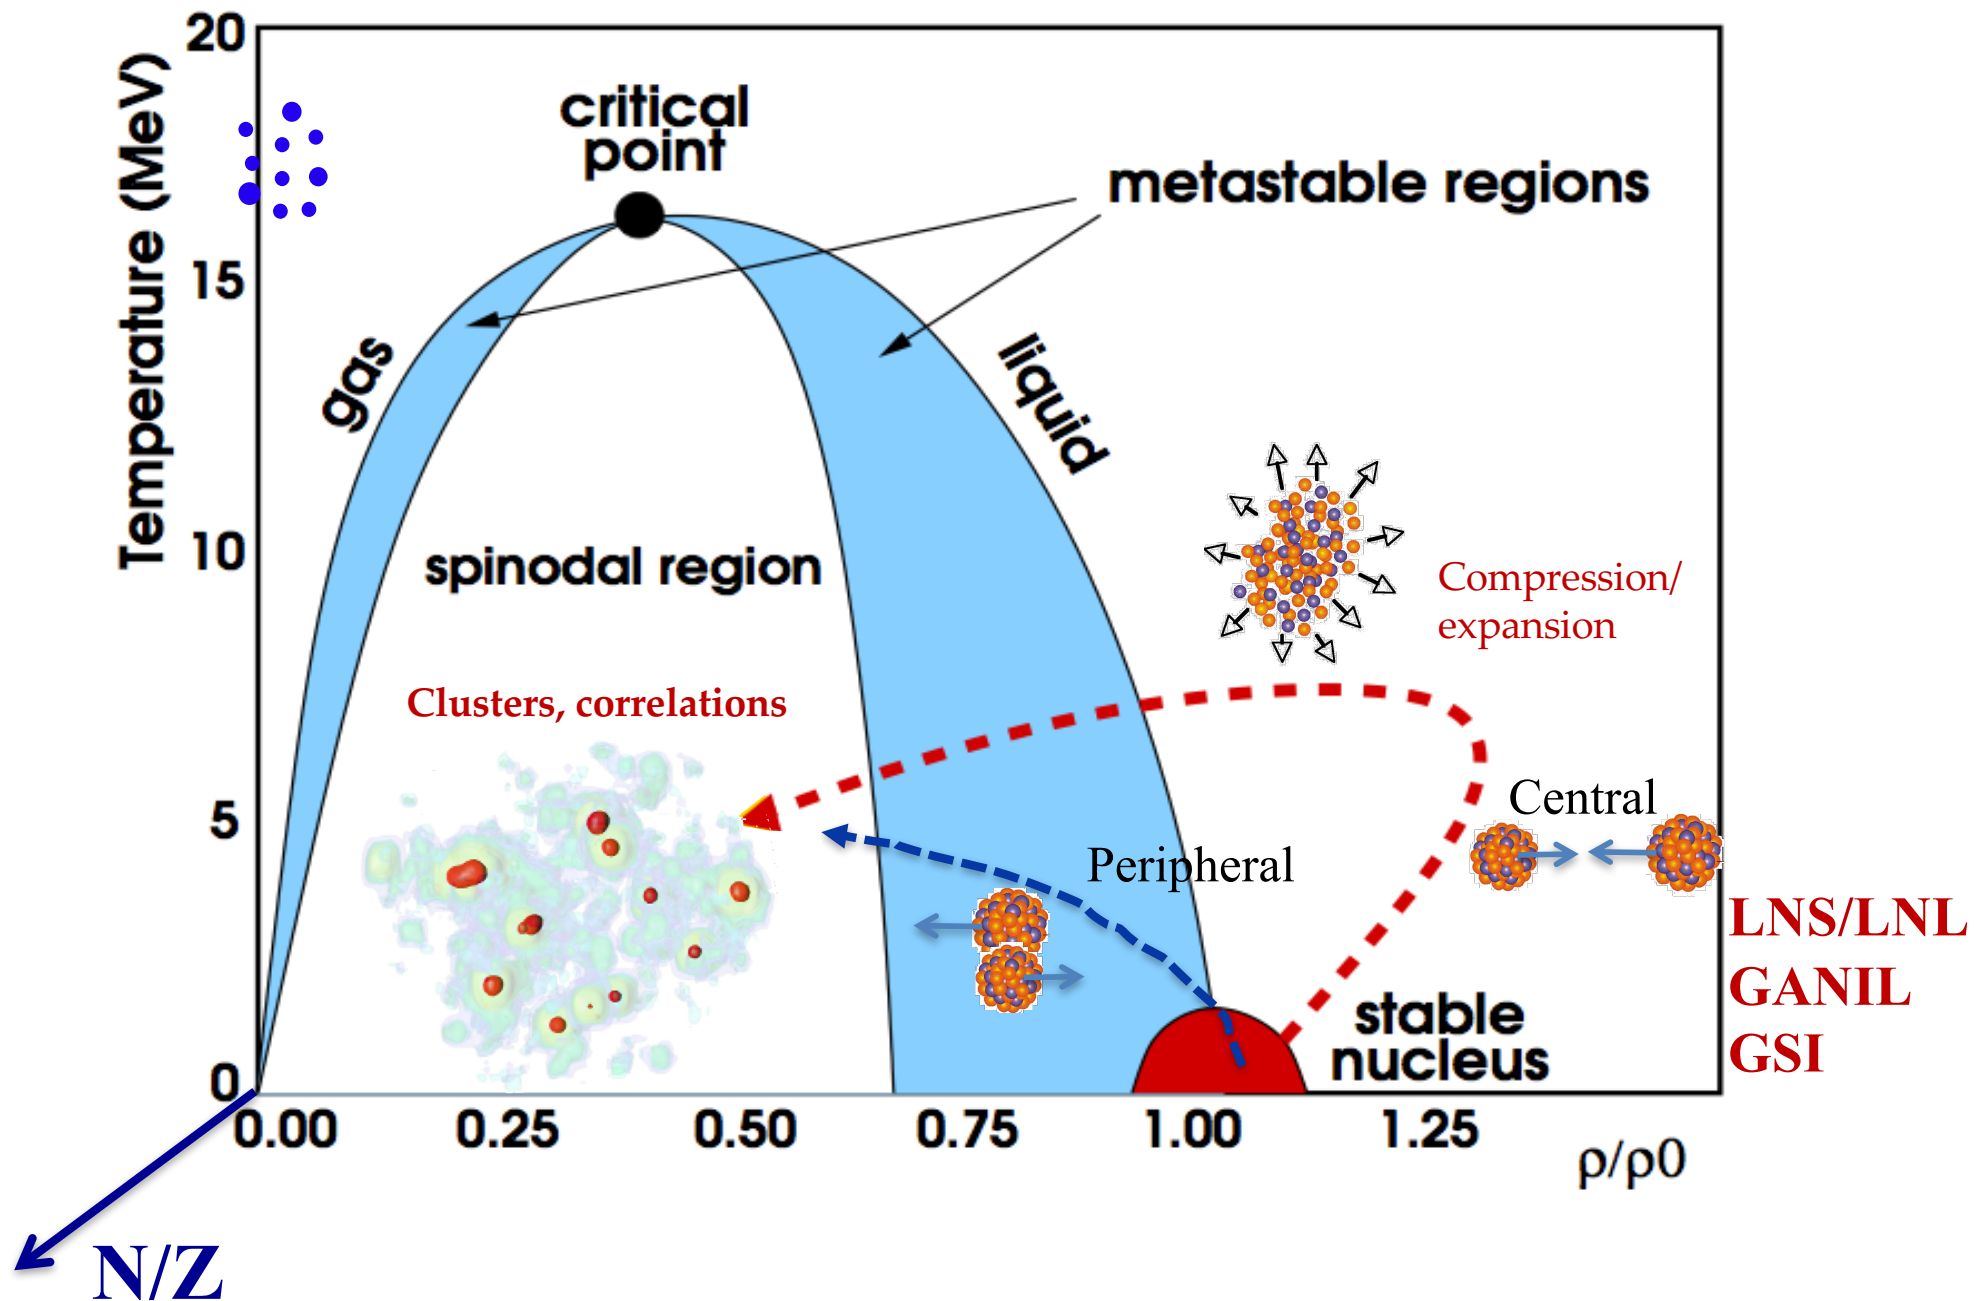 20
critical
point
metastable regions
Temperature (MeV)
15
gas
liquid
10
spinodal region
Compression/
expansion
Clusters, correlations
5
Central
Peripheral
LNS/LNL
GANIL
GSI
stable
nucleus
0
0.00 0.25 0.50 0.75 1.00 1.25
ρ/ρ0
N/Z